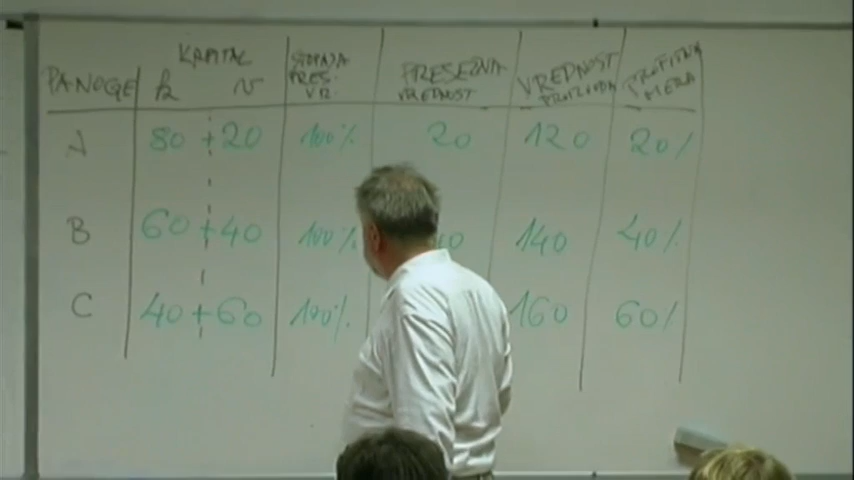 PANOGE KAPITAL k v STOPNJA PRES. VR. PRESEŽNA VREDNOST VREDNOST PROIZVODA PROFITNA MERA
A 80 + 20 100% 20 120 20%
B 60 + 40 100% 140 40%
C 40 + 60 100% 160 60%